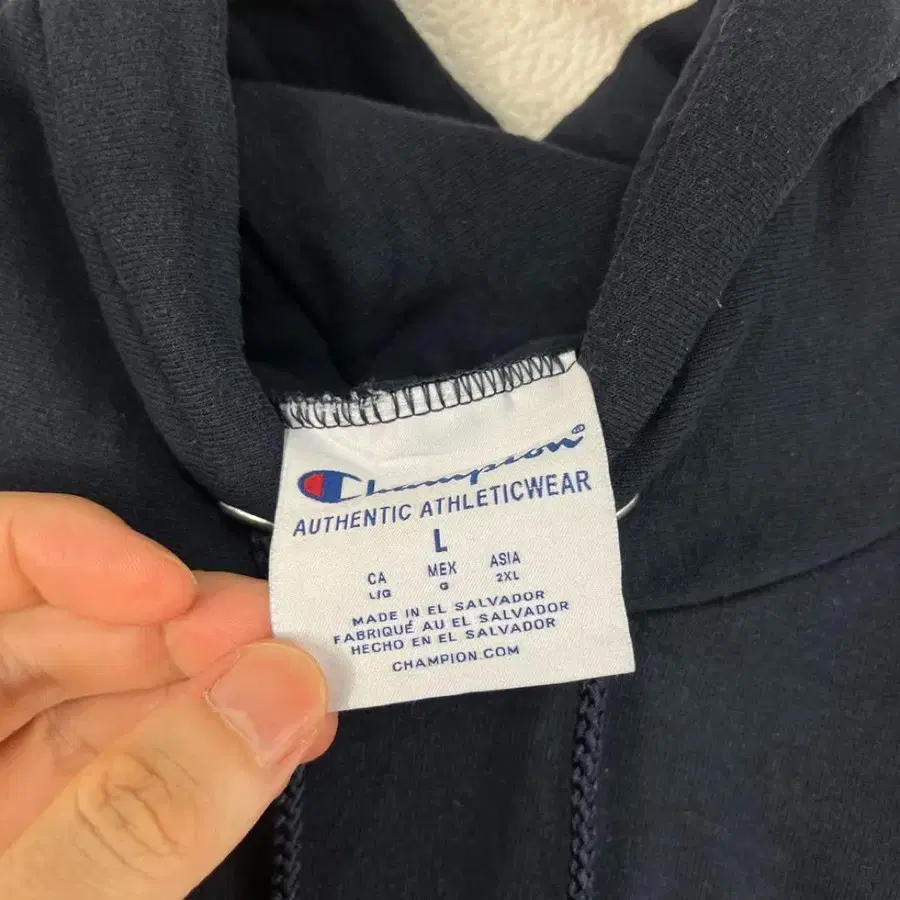 Champion®
AUTHENTIC ATHLETICWEAR
L
CA MEX ASIA
L/G G 2XL
MADE IN EL SALVADOR
FABRIQUÉ AU EL SALVADOR
HECHO EN EL SALVADOR
CHAMPION.COM